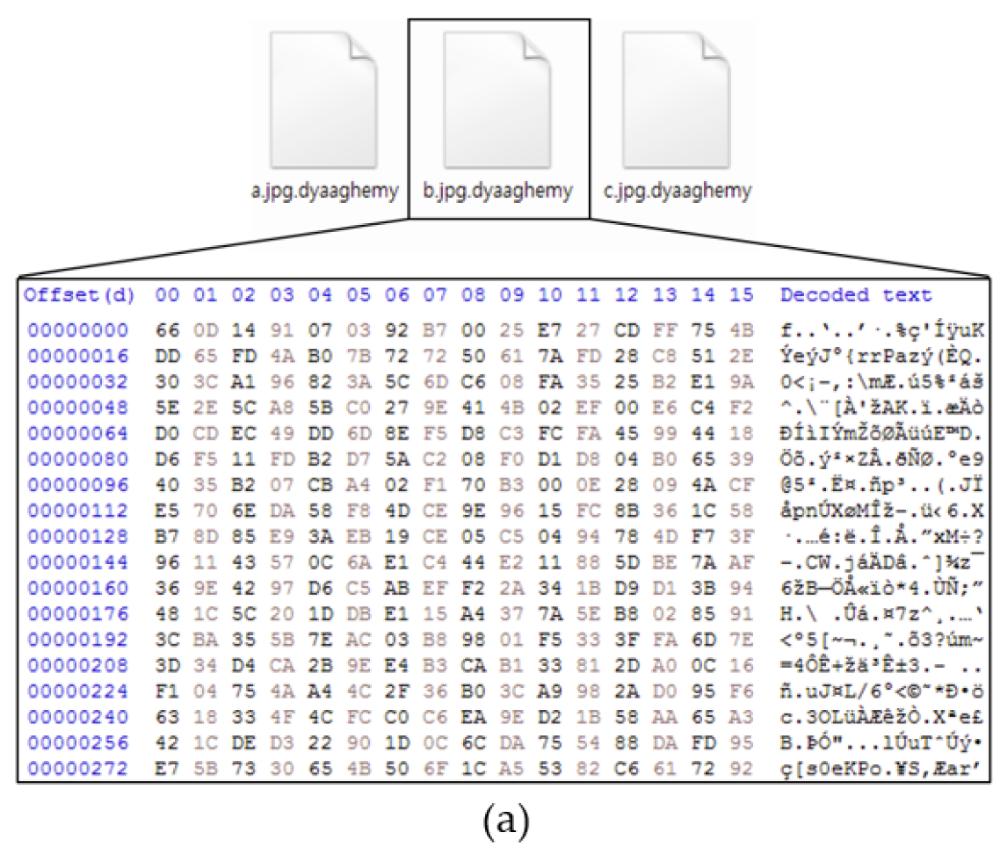 a.jpg.dyaaghemy b.jpg.dyaaghemy c.jpg.dyaaghemy
Offset(d) 00 01 02 03 04 05 06 07 08 09 10 11 12 13 14 15 Decoded text
00000000 66 0D 14 91 07 03 92 B7 00 25 E7 27 CD FF 75 4B f..‘..’·.%ç'ÍÿuK
00000016 DD 65 FD 4A B0 7B 72 72 50 61 7A FD 28 C8 51 2E ÝeýJ°{rrPazý(ÈQ.
00000032 30 3C A1 96 82 3A 5C 6D C6 08 FA 35 25 B2 E1 9A 0<¡–‚:\mÆ.ú5%²áš
00000048 5E 2E 5C A8 5B C0 27 9E 41 4B 02 EF 00 E6 C4 F2 ^.\¨[À'žAK.ï.æÄò
00000064 D0 CD EC 49 DD 6D 8E F5 D8 C3 FC FA 45 99 44 18 ÐÍìIÝmŽõØÃüúE™D.
00000080 D6 F5 11 FD B2 D7 5A C2 08 F0 D1 D8 04 B0 65 39 Öõ.ý²×ZÂ.ðÑØ.°e9
00000096 40 35 B2 07 CB A4 02 F1 70 B3 00 0E 28 09 4A CF @5².Ë¤.ñp³..(.JÏ
00000112 E5 70 6E DA 58 F8 4D CE 9E 96 15 FC 8B 36 1C 58 åpnÚXøMÎž–.ü‹6.X
00000128 B7 8D 85 E9 3A EB 19 CE 05 C5 04 94 78 4D F7 3F ·.…é:ë.Î.Å.”xM÷?
00000144 96 11 43 57 0C 6A E1 C4 44 E2 11 88 5D BE 7A AF –.CW.jáÄDâ.ˆ]¾z¯
00000160 36 9E 42 97 D6 C5 AB EF F2 2A 34 1B D9 D1 3B 94 6žB—ÖÅ«ïò*4.ÙÑ;”
00000176 48 1C 5C 20 1D DB E1 15 A4 37 7A 5E B8 02 85 91 H.\ .Ûá.¤7z^¸.…‘
00000192 3C BA 35 5B 7E AC 03 B8 98 01 F5 33 3F FA 6D 7E <º5[~¬.¸˜.õ3?úm~
00000208 3D 34 D4 CA 2B 9E E4 B3 CA B1 33 81 2D A0 0C 16 =4ÔÊ+žä³Ê±3.- ..
00000224 F1 04 75 4A A4 4C 2F 36 B0 3C A9 98 2A D0 95 F6 ñ.uJ¤L/6°<©˜*Ð•ö
00000240 63 18 33 4F 4C FC C0 C6 EA 9E D2 1B 58 AA 65 A3 c.3OLüÀÆêžÒ.Xªe£
00000256 42 1C DE D3 22 90 1D 0C 6C DA 75 54 88 DA FD 95 B.ÞÓ"...lÚuTˆÚý•
00000272 E7 5B 73 30 65 4B 50 6F 1C A5 53 82 C6 61 72 92 ç[s0eKPo.¥S‚Æar’
(a)